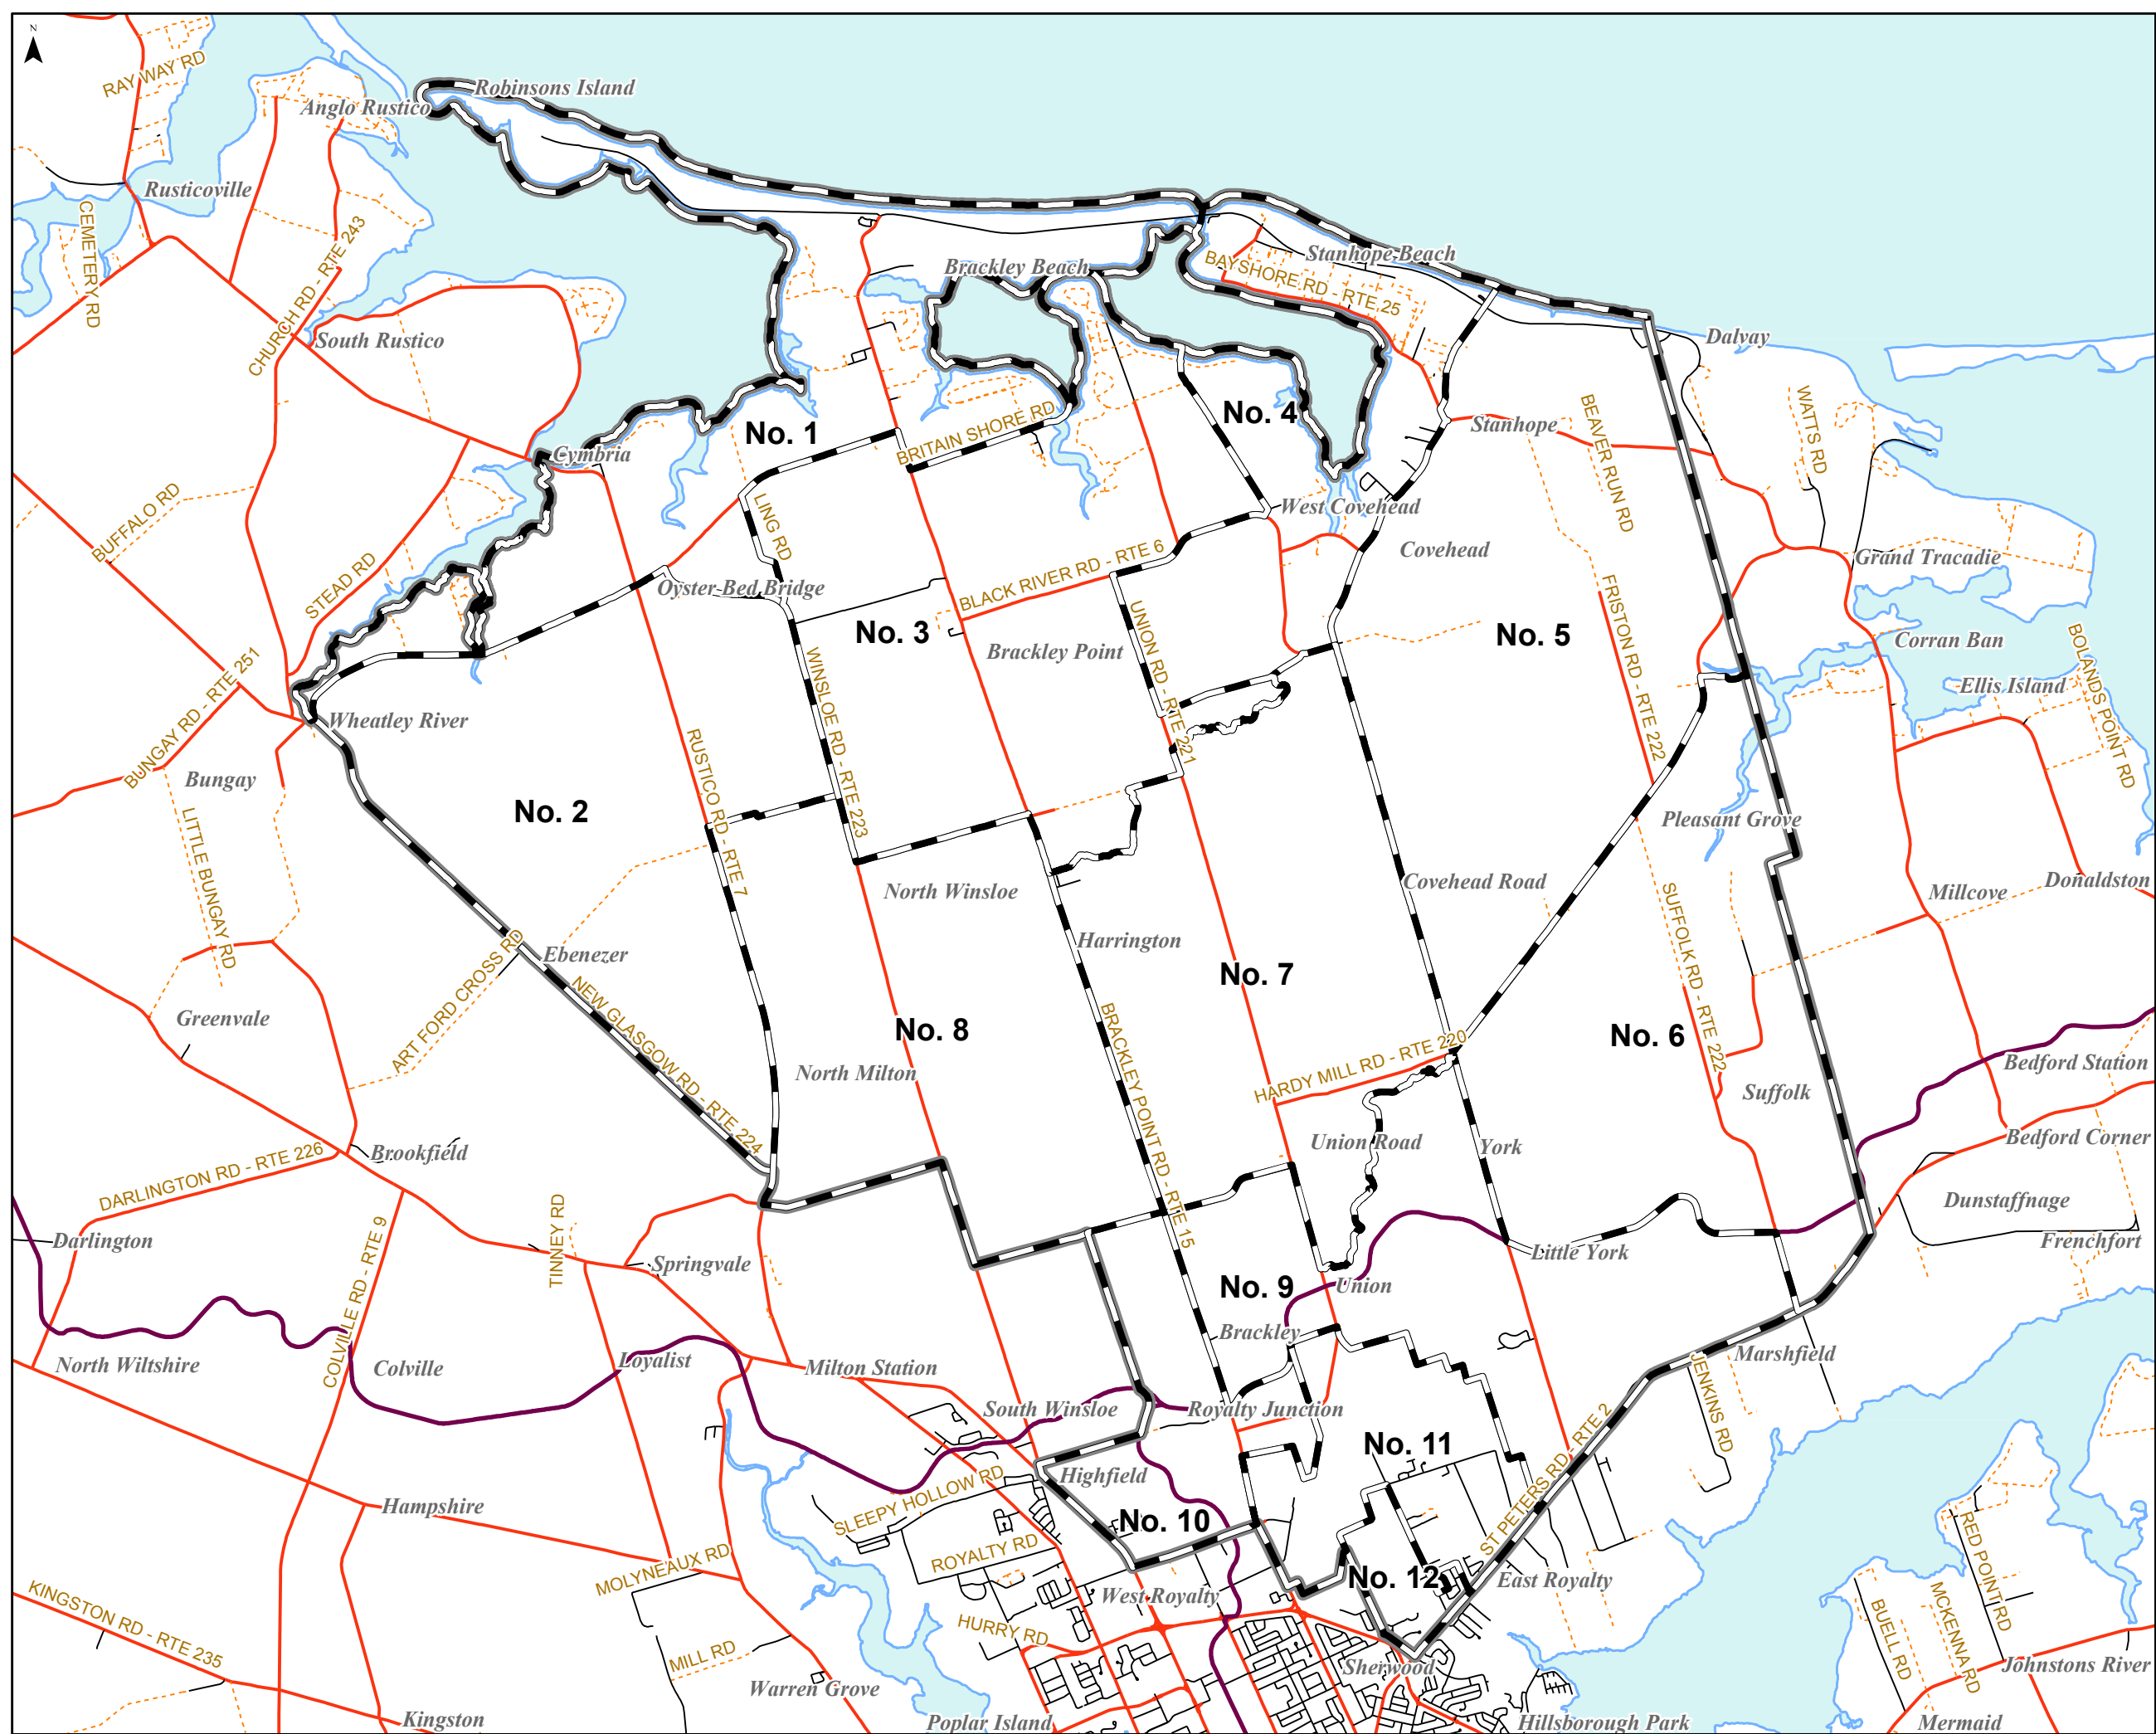 N
RAY WAY RD
Robinsons Island
Anglo Rustico
Rusticoville
CEMETERY RD
CHURCH RD - RTE 243
Stanhope Beach
Brackley Beach
BAYSHORE RD - RTE 25
Dalvay
South Rustico
WATTS RD
BEAVER RUN RD
No. 4
No. 1
BRITAIN SHORE RD
Stanhope
Cymbria
BUFFALO RD
LING RD
West Covehead
Covehead
Grand Tracadie
STEAD RD
Oyster Bed Bridge
BLACK RIVER RD - RTE 6
No. 3
No. 5
FRISTON RD - RTE 222
Corran Ban
Brackley Point
UNION RD - RTE 221
Ellis Island
BOLANDS POINT RD
BUNGAY RD - RTE 251
Wheatley River
WINSLOE RD - RTE 223
Bungay
RUSTICO RD - RTE 7
No. 2
Pleasant Grove
LITTLE BUNGAY RD
North Winsloe
Covehead Road
Millcove
Donaldston
SUFFOLK RD - RTE 222
Harrington
Ebenezer
ART FORD CROSS RD
NEW GLASGOW RD - RTE 224
No. 7
Greenvale
No. 8
No. 6
BRACKLEY POINT RD - RTE 15
HARDY MILL RD - RTE 220
North Milton
Suffolk
Bedford Station
Brookfield
Union Road
York
Bedford Corner
DARLINGTON RD - RTE 226
TINNEY RD
Dunstaffnage
Darlington
COLVILLE RD - RTE 9
Springvale
Little York
Frenchfort
No. 9
Union
Brackley
North Wiltshire
Colville
Loyalist
Milton Station
Marshfield
JENKINS RD
South Winsloe
Royalty Junction
ST PETERS RD - RTE 2
No. 11
Highfield
SLEEPY HOLLOW RD
Hampshire
No. 10
ROYALTY RD
RED POINT RD
MOLYNEAUX RD
No. 12
East Royalty
West Royalty
KINGSTON RD - RTE 235
HURRY RD
MCKENNA RD
BUELL RD
MILL RD
Sherwood
Johnstons River
Warren Grove
Kingston
Poplar Island
Hillsborough Park
Mermaid